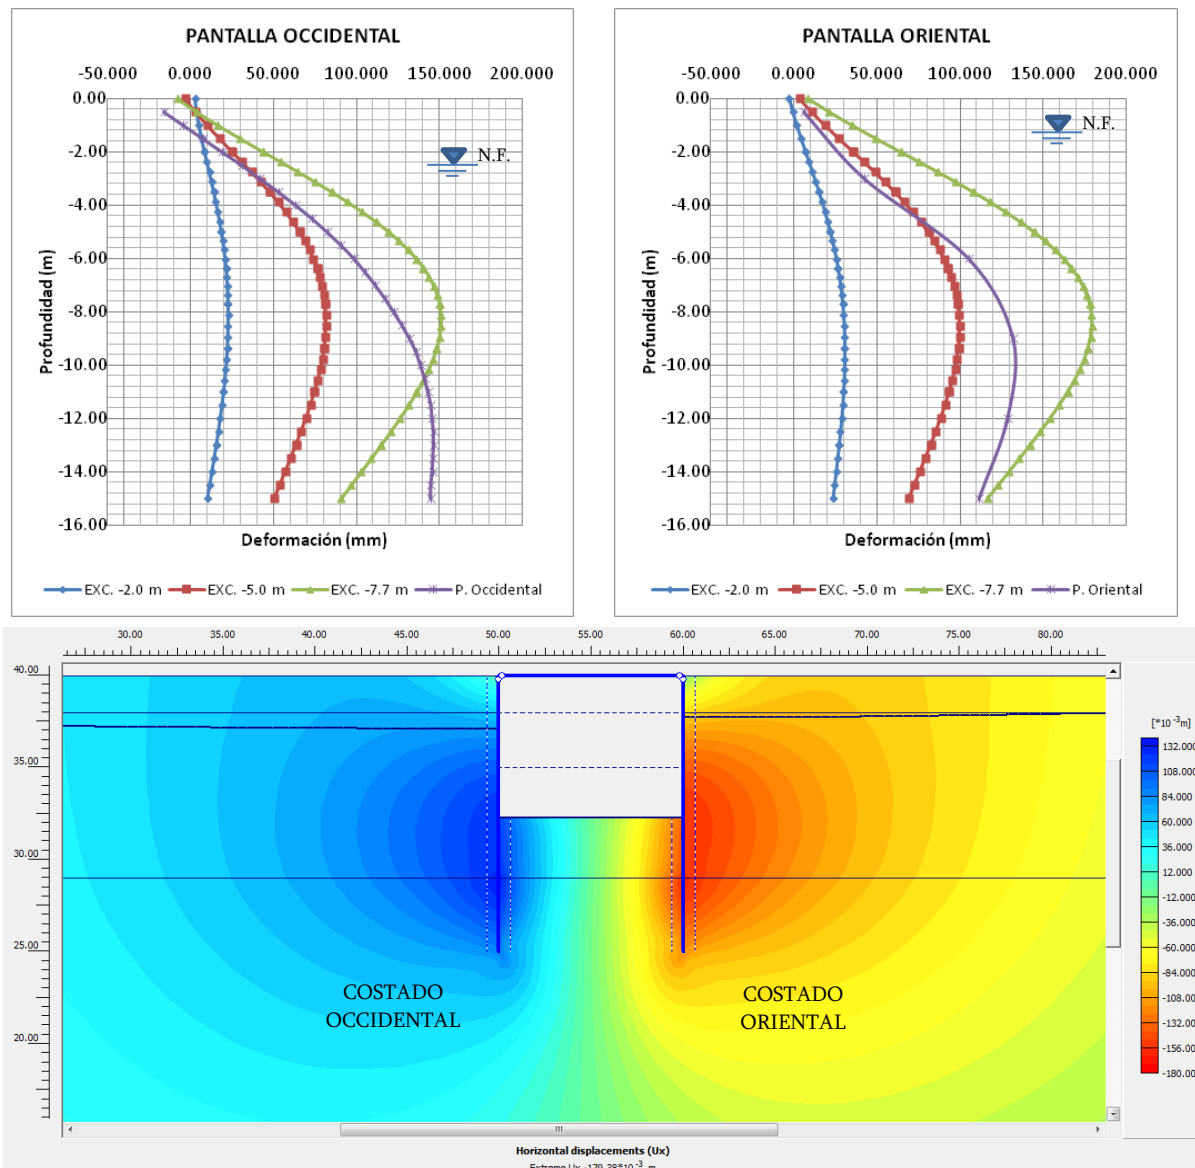 PANTALLA OCCIDENTAL
-50.000 0.000 50.000 100.000 150.000 200.000
0.00
-2.00
-4.00
-6.00
-8.00
-10.00
-12.00
-14.00
-16.00
Profundidad (m)
N.F.
Deformación (mm)
EXC. -2.0 m EXC. -5.0 m EXC. -7.7 m P. Occidental
PANTALLA ORIENTAL
-50.000 0.000 50.000 100.000 150.000 200.000
0.00
-2.00
-4.00
-6.00
-8.00
-10.00
-12.00
-14.00
-16.00
Profundidad (m)
N.F.
Deformación (mm)
EXC. -2.0 m EXC. -5.0 m EXC. -7.7 m P. Oriental
30.00 35.00 40.00 45.00 50.00 55.00 60.00 65.00 70.00 75.00 80.00
40.00
35.00
30.00
25.00
20.00
COSTADO
OCCIDENTAL
COSTADO
ORIENTAL
[*10 -3 m]
132.000
108.000
84.000
60.000
36.000
12.000
-12.000
-36.000
-60.000
-84.000
-108.000
-132.000
-156.000
-180.000
Horizontal displacements (Ux)
Extreme Ux -179.38*10 -3 m